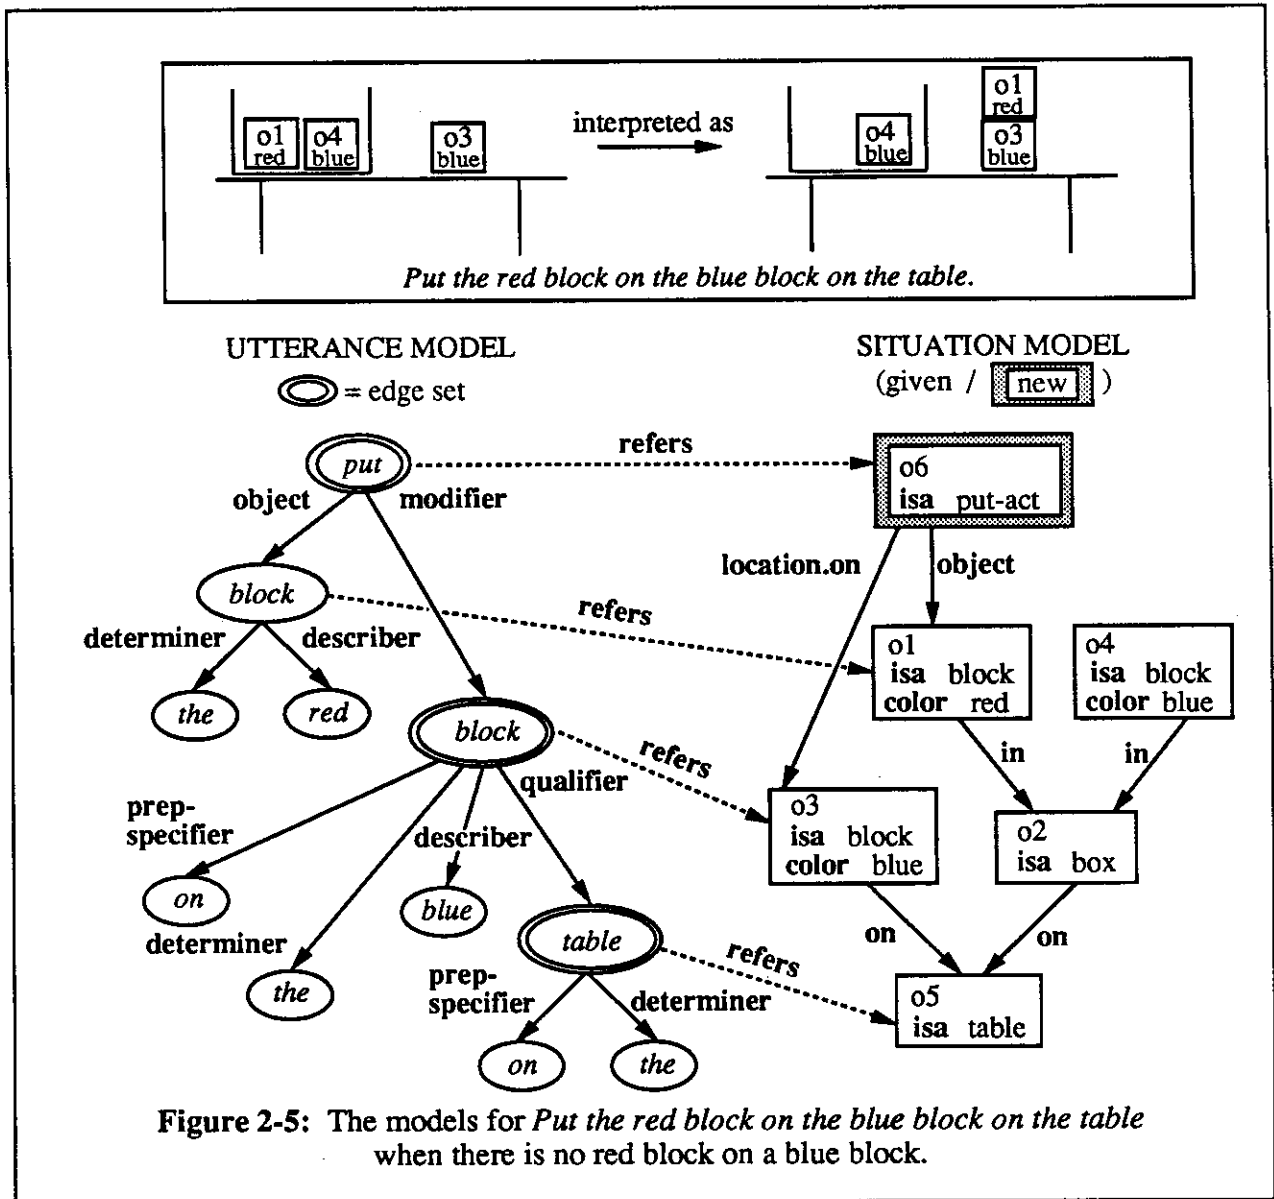 o1
red
o4
blue
o3
blue
interpreted as
o4
blue
o1
red
o3
blue
Put the red block on the blue block on the table.
UTTERANCE MODEL
= edge set
SITUATION MODEL
(given / new )
put
refers
o6
isa put-act
object
modifier
location.on
object
block
refers
determiner
describer
o1
isa block
color red
o4
isa block
color blue
the
red
block
refers
in
in
qualifier
prep-
specifier
describer
o3
isa block
color blue
o2
isa box
on
blue
determiner
table
refers
on
on
the
prep-
specifier
determiner
o5
isa table
on
the
Figure 2-5: The models for Put the red block on the blue block on the table
when there is no red block on a blue block.